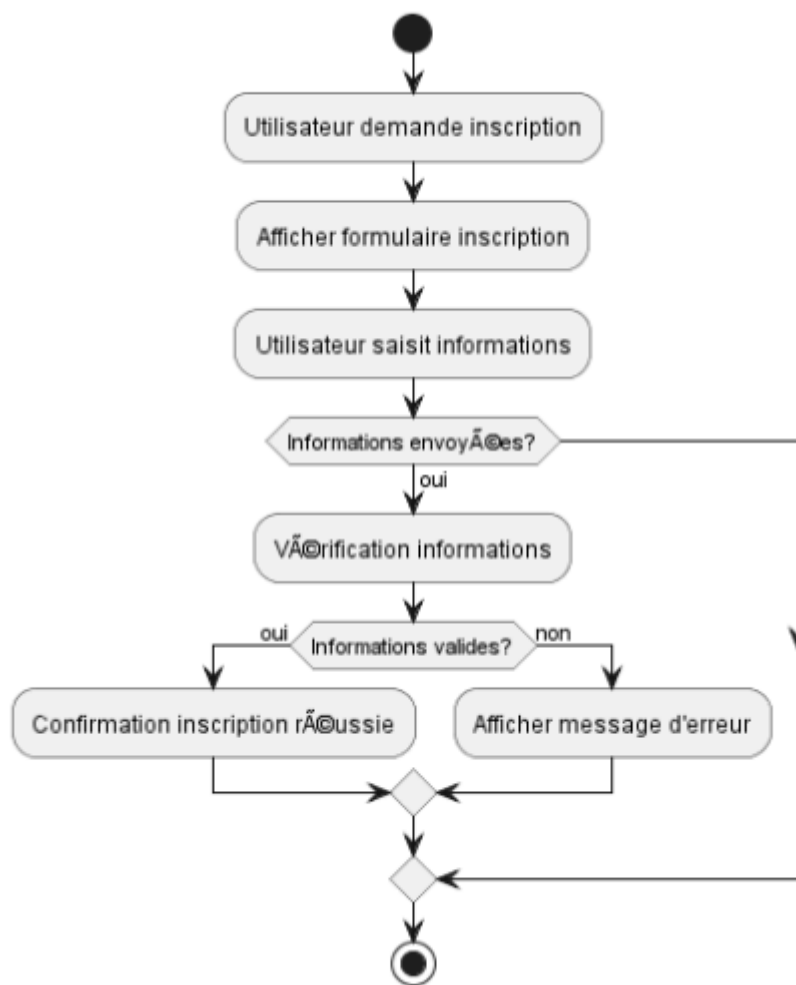 Utilisateur demande inscription
Afficher formulaire inscription
Utilisateur saisit informations
Informations envoyÃ©es?
oui
VÃ©rification informations
oui
Informations valides?
non
Confirmation inscription rÃ©ussie
Afficher message d'erreur